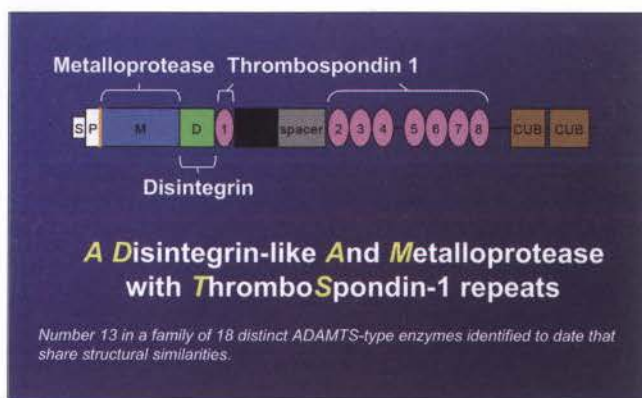 Metalloprotease Thrombospondin 1
S P M D 1 spacer 2 3 4 5 6 7 8 CUB CUB
Disintegrin
A Disintegrin-like And Metalloprotease
with ThromboSpondin-1 repeats
Number 13 in a family of 18 distinct ADAMTS-type enzymes identified to date that
share structural similarities.